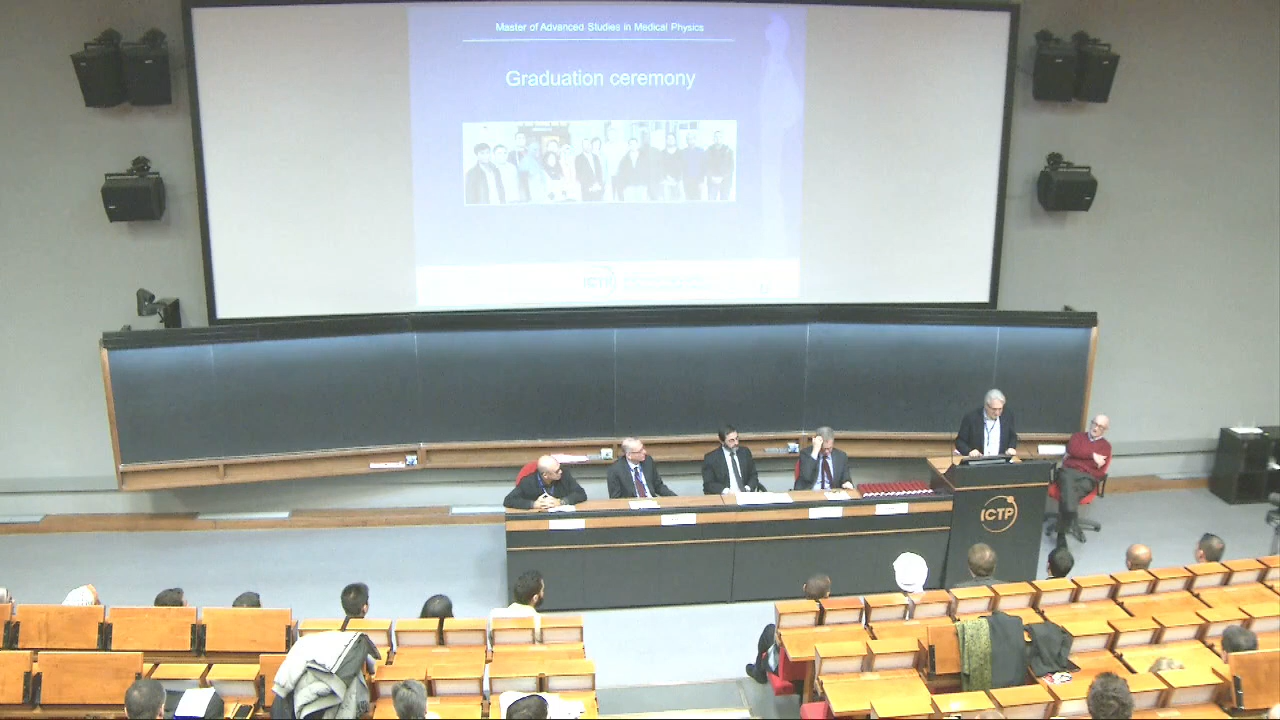 Master of Advanced Studies in Medical Physics
Graduation ceremony
ICTP
ICTP